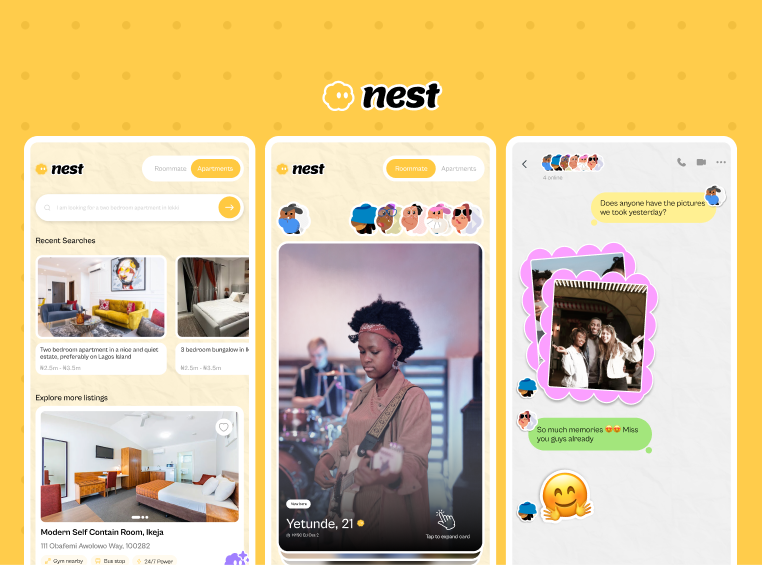 nest
nest
Roommate
Apartments
I am looking for a two bedroom apartment in Ikeja
Recent Searches
Two bedroom apartment in a nice and quiet
estate, preferably on Lagos Island
₦2.5m - ₦3.5m
3 bedroom bungalow in
₦2.5m - ₦3.5m
Explore more listings
Modern Self Contain Room, Ikeja
111 Obafemi Awolowo Way, 100282
Gym nearby
Bus stop
24/7 Power
nest
Roommate
Apartments
New here
Yetunde, 21
Tap to expand card
4 online
Does anyone have the pictures
we took yesterday?
So much memories 😍😍 Miss
you guys already
🤗